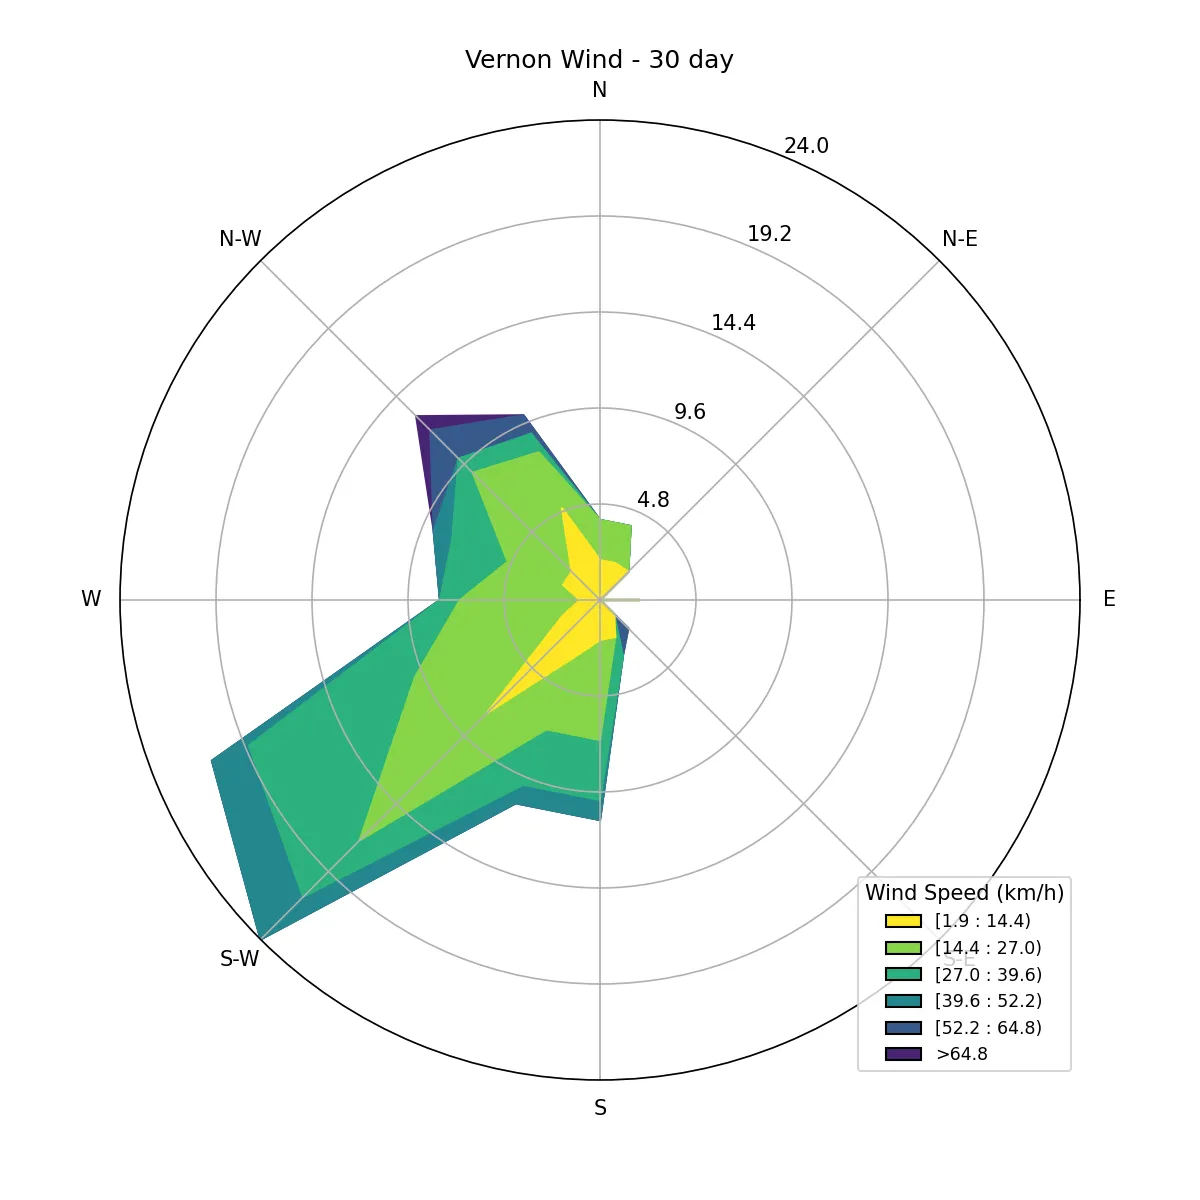 Vernon Wind - 30 day
N
24.0
N-W
19.2
N-E
14.4
9.6
4.8
W
E
S-W
S-E
S
Wind Speed (km/h)
[1.9 : 14.4)
[14.4 : 27.0)
[27.0 : 39.6)
[39.6 : 52.2)
[52.2 : 64.8)
>64.8